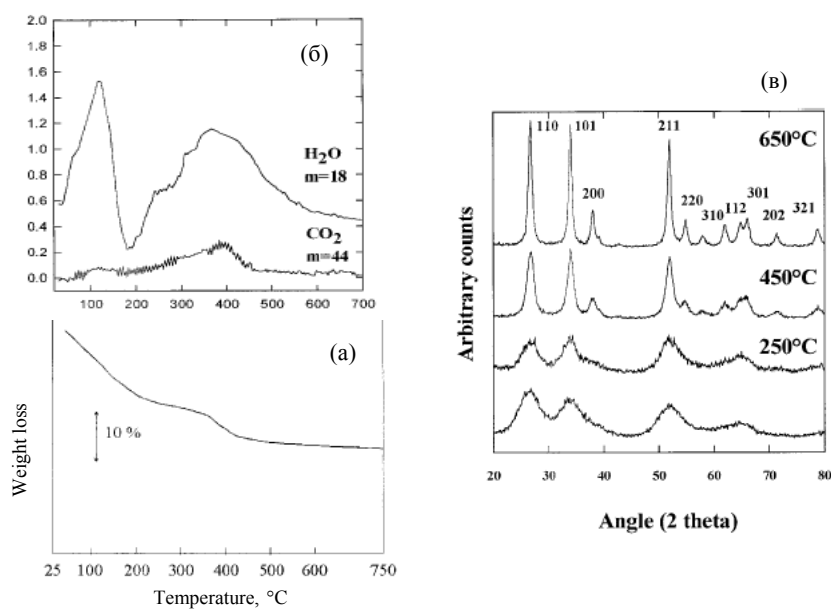 2.0
(б)
1.8
1.6
1.4
1.2
1.0
H₂O
m=18
0.8
0.6
0.4
CO₂
m=44
0.2
0.0
100 200 300 400 500 600 700
(а)
10 %
Weight loss
25 100 200 300 400 500 600 750
Temperature, °C
(в)
110 101 211 650°C
200 220 310 112 301 202 321
450°C
250°C
Arbitrary counts
20 30 40 50 60 70 80
Angle (2 theta)